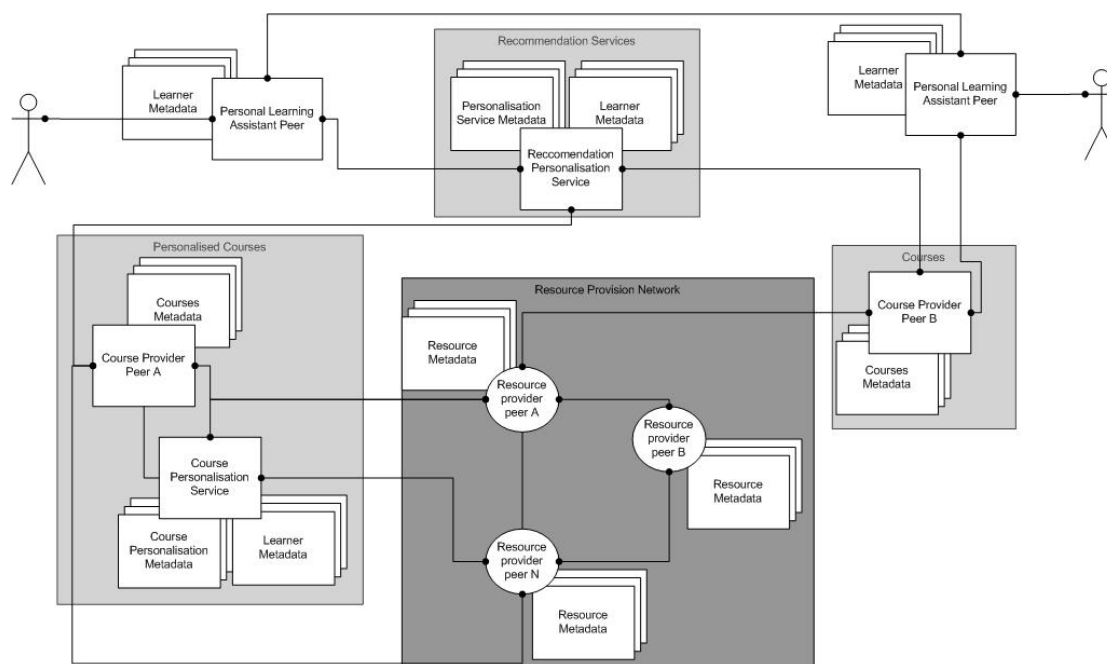 Recommendation Services
Learner
Metadata
Personal Learning
Assistant Peer
Personalisation
Service Metadata
Learner
Metadata
Reccomendation
Personalisation
Service
Learner
Metadata
Personal Learning
Assistant Peer
Personalised Courses
Courses
Metadata
Course Provider
Peer A
Course
Personalisation
Service
Course
Personalisation
Metadata
Learner
Metadata
Resource Provision Network
Resource
Metadata
Resource
provider
peer A
Resource
provider
peer B
Resource
Metadata
Resource
provider
peer N
Resource
Metadata
Courses
Course Provider
Peer B
Courses
Metadata